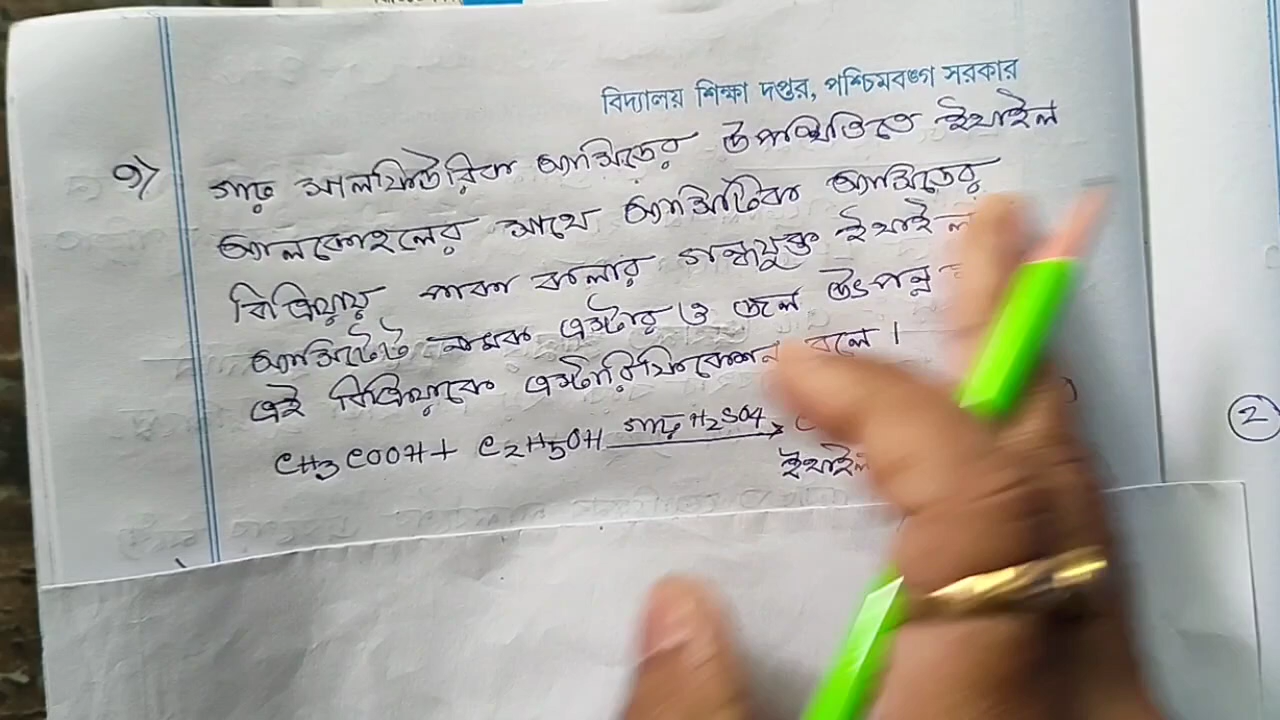 বিদ্যালয় শিক্ষা দপ্তর, পশ্চিমবঙ্গ সরকার
৭) গাঢ় সালফিউরিক অ্যাসিডের উপস্থিতিতে ইথাইল
অ্যালকোহলের সাথে অ্যাসিটিক অ্যাসিডের
বিক্রিয়ায় পাকা কলার গন্ধযুক্ত ইথাইল
অ্যাসিটেট নামক এস্টার ও জল উৎপন্ন
এই বিক্রিয়াকে এস্টারিফিকেশন বলে।
CH3COOH + C2H5OH গাঢ় H2SO4 →
ইথাইল
2